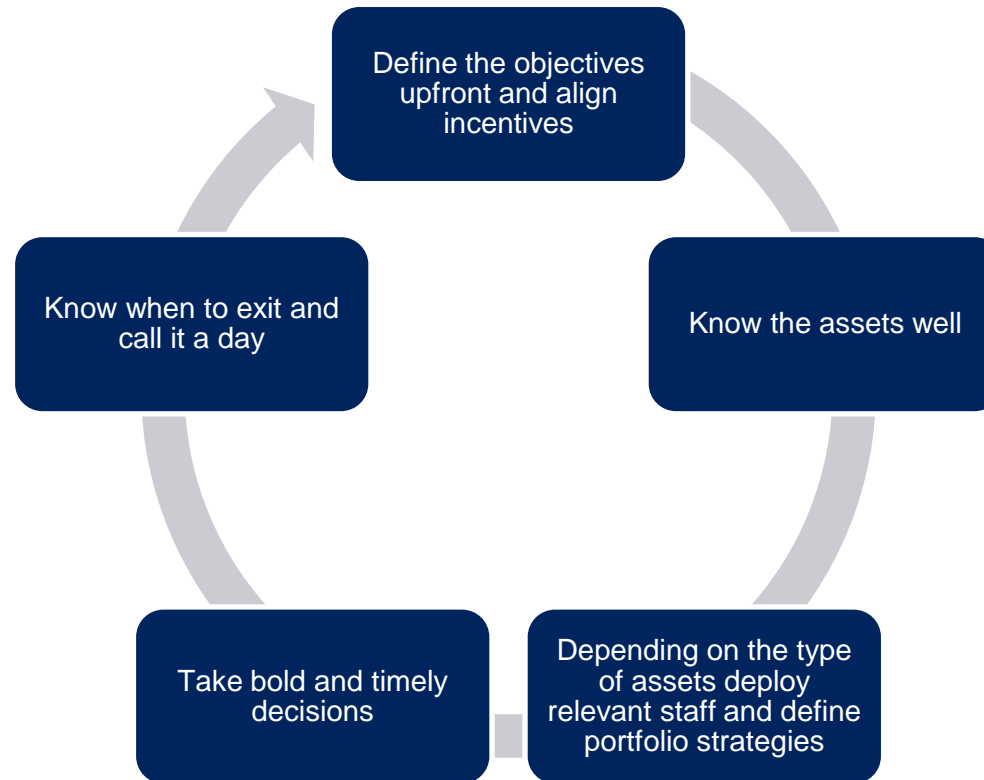 Define the objectives
upfront and align
incentives
Know the assets well
Depending on the type
of assets deploy
relevant staff and define
portfolio strategies
Take bold and timely
decisions
Know when to exit and
call it a day